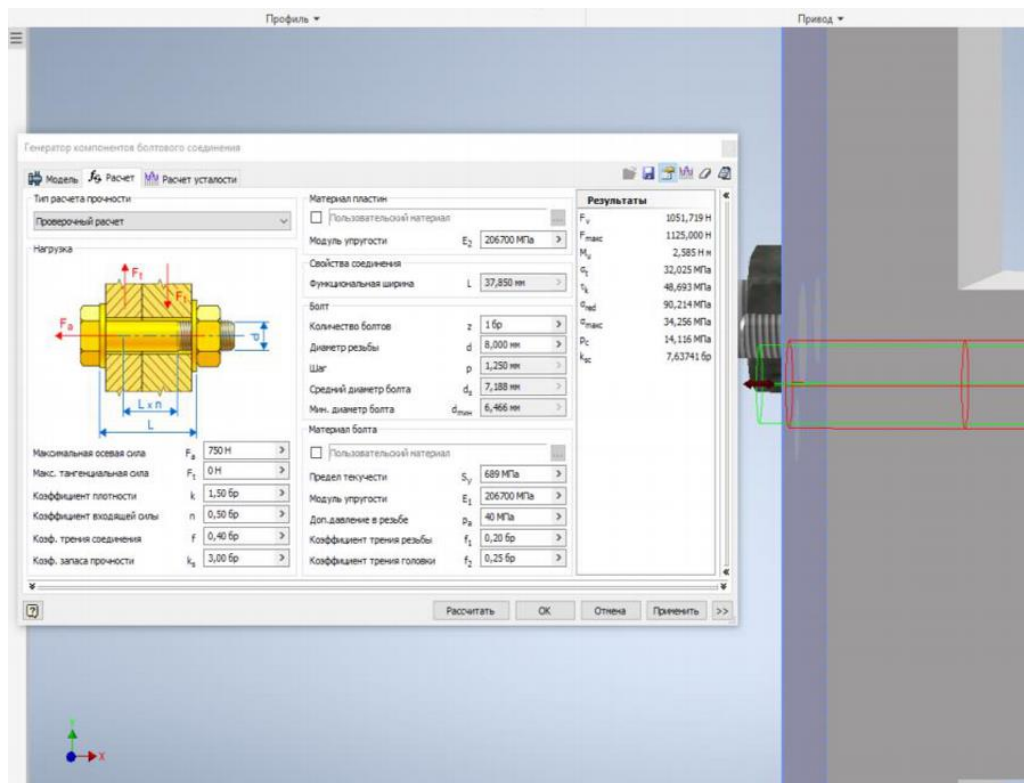 Профиль
Привод
Генератор компонентов болтового соединения
Модель
Расчет
Расчет усталости
Тип расчета прочности
Проверочный расчет
Нагрузка
Ft
Ft
Fa
d
L x n
L
Максимальная осевая сила Fa 750 Н
Макс. тангенциальная сила Ft 0 Н
Коэффициент плотности k 1,50 бр
Коэффициент входящей силы n 0,50 бр
Коэф. трения соединения f 0,40 бр
Коэф. запаса прочности ks 3,00 бр
Материал пластин
Пользовательский материал
Модуль упругости E2 206700 МПа
Свойства соединения
Функциональная ширина L 37,850 мм
Болт
Количество болтов z 1 бр
Диаметр резьбы d 8,000 мм
Шаг p 1,250 мм
Средний диаметр болта ds 7,188 мм
Мин. диаметр болта dмин 6,466 мм
Материал болта
Пользовательский материал
Предел текучести Sy 689 МПа
Модуль упругости E1 206700 МПа
Доп.давление в резьбе pa 40 МПа
Коэффициент трения резьбы f1 0,20 бр
Коэффициент трения головки f2 0,25 бр
Результаты
Fv 1051,719 Н
Fмакс 1125,000 Н
Mu 2,585 Н м
σt 32,025 МПа
τk 48,693 МПа
σred 90,214 МПа
σмакс 34,256 МПа
pc 14,116 МПа
ksc 7,63741 бр
Рассчитать
ОК
Отмена
Применить
>>
Y
X